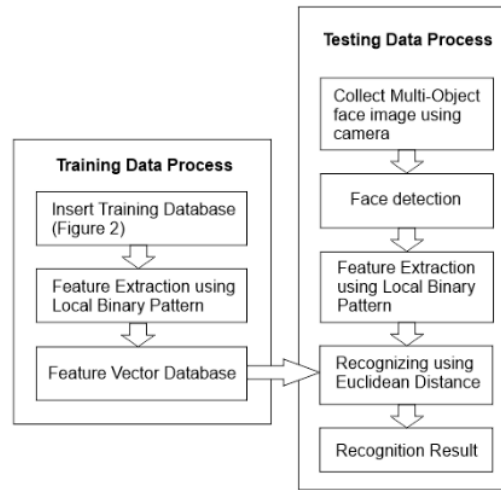 Training Data Process
Insert Training Database
(Figure 2)
Feature Extraction using
Local Binary Pattern
Feature Vector Database
Testing Data Process
Collect Multi-Object
face image using
camera
Face detection
Feature Extraction
using Local Binary
Pattern
Recognizing using
Euclidean Distance
Recognition Result